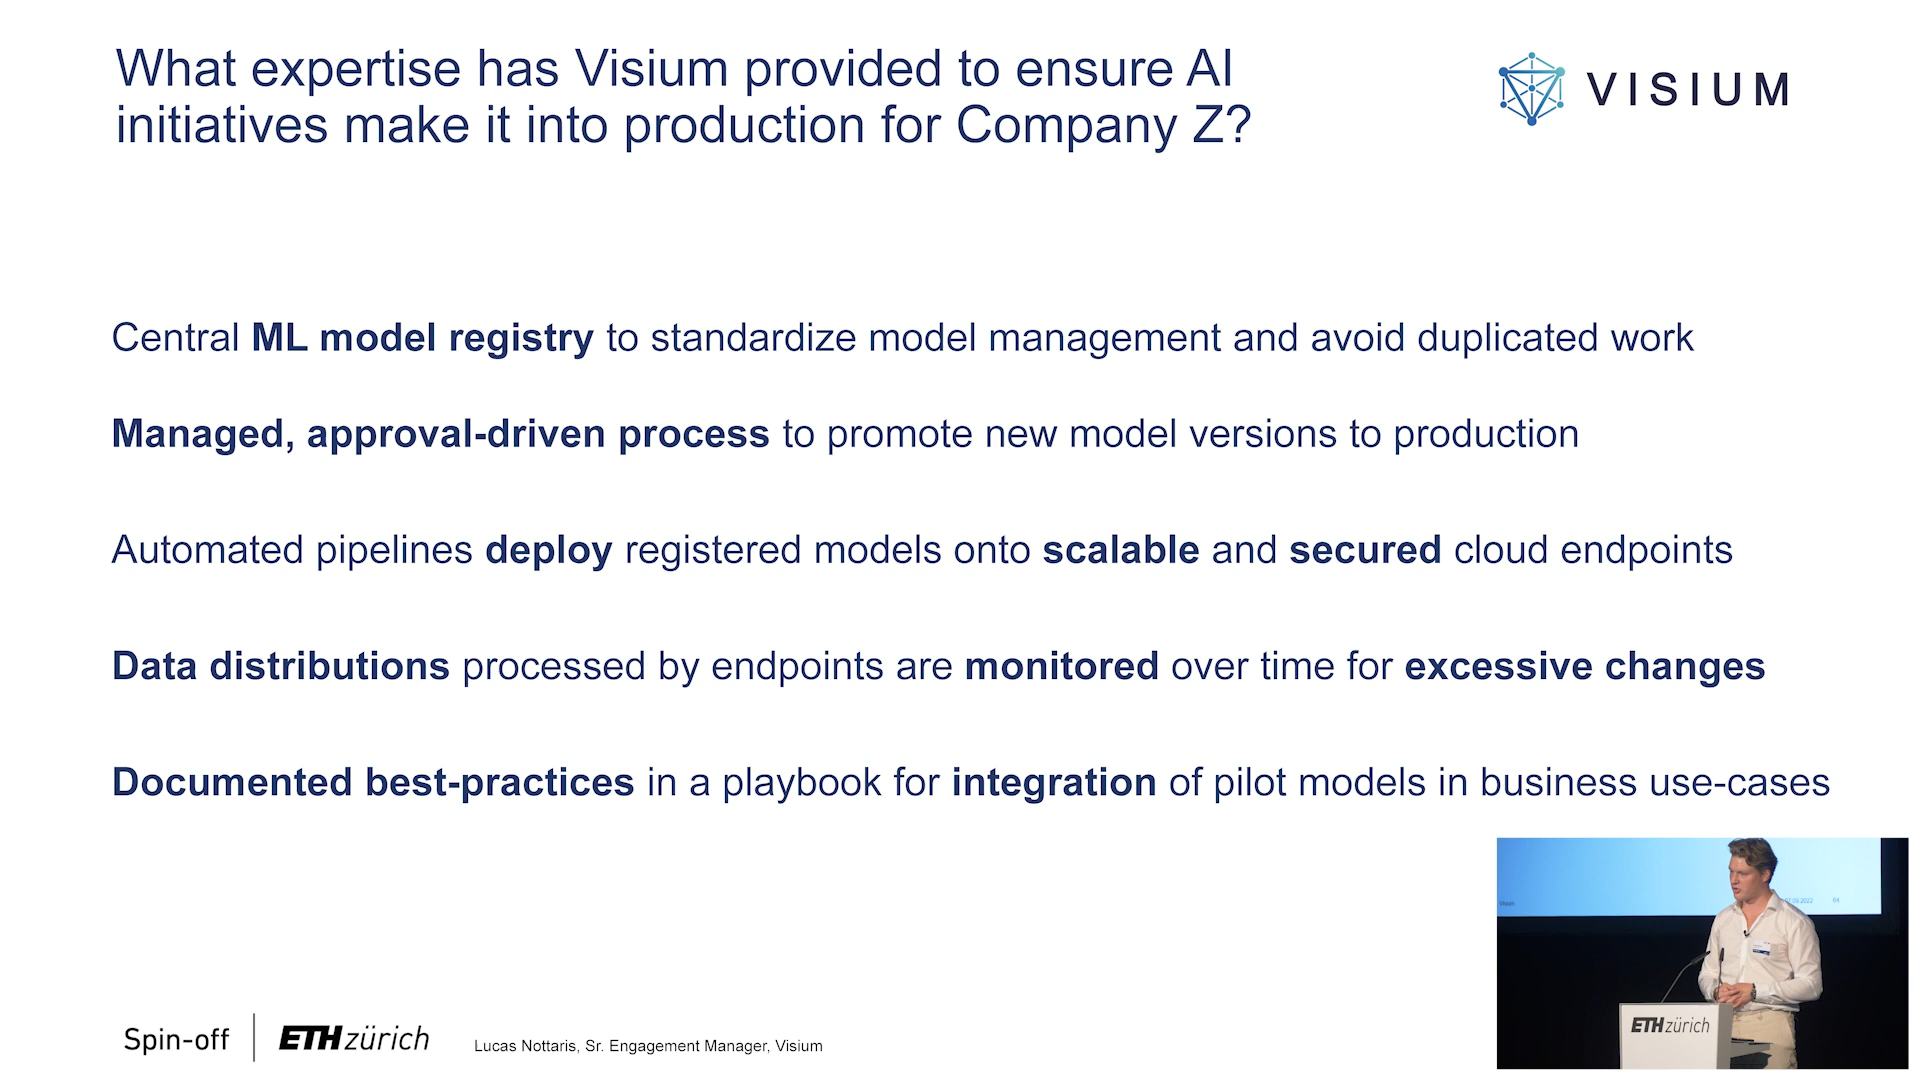 What expertise has Visium provided to ensure AI
initiatives make it into production for Company Z?
VISIUM
Central ML model registry to standardize model management and avoid duplicated work
Managed, approval-driven process to promote new model versions to production
Automated pipelines deploy registered models onto scalable and secured cloud endpoints
Data distributions processed by endpoints are monitored over time for excessive changes
Documented best-practices in a playbook for integration of pilot models in business use-cases
Spin-off
ETH zürich
Lucas Nottaris, Sr. Engagement Manager, Visium
ETH zürich